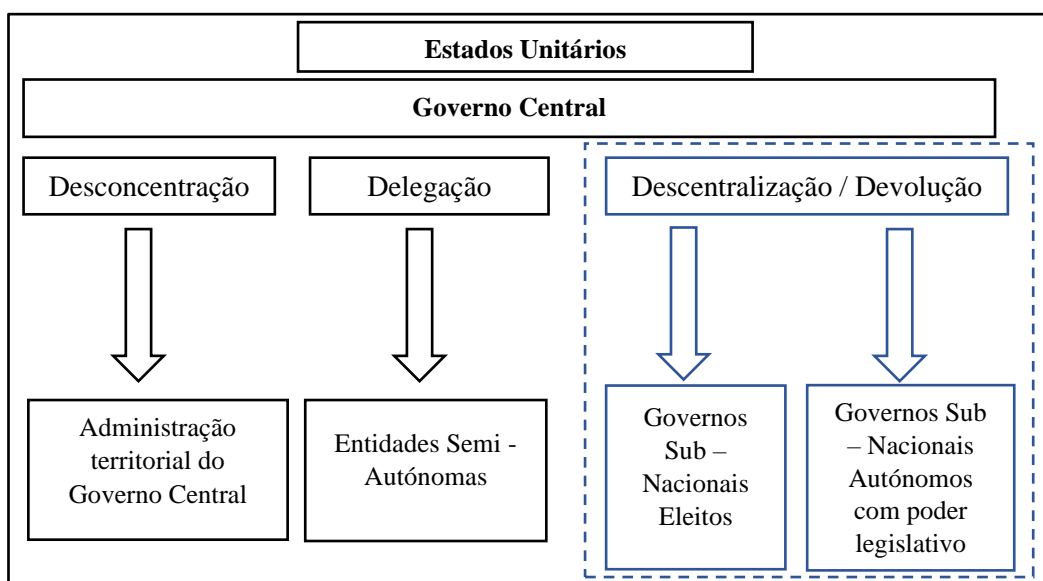 Estados Unitários
Governo Central
Desconcentração
Delegação
Descentralização / Devolução
Administração
territorial do
Governo Central
Entidades Semi -
Autónomas
Governos
Sub –
Nacionais
Eleitos
Governos Sub
– Nacionais
Autónomos
com poder
legislativo